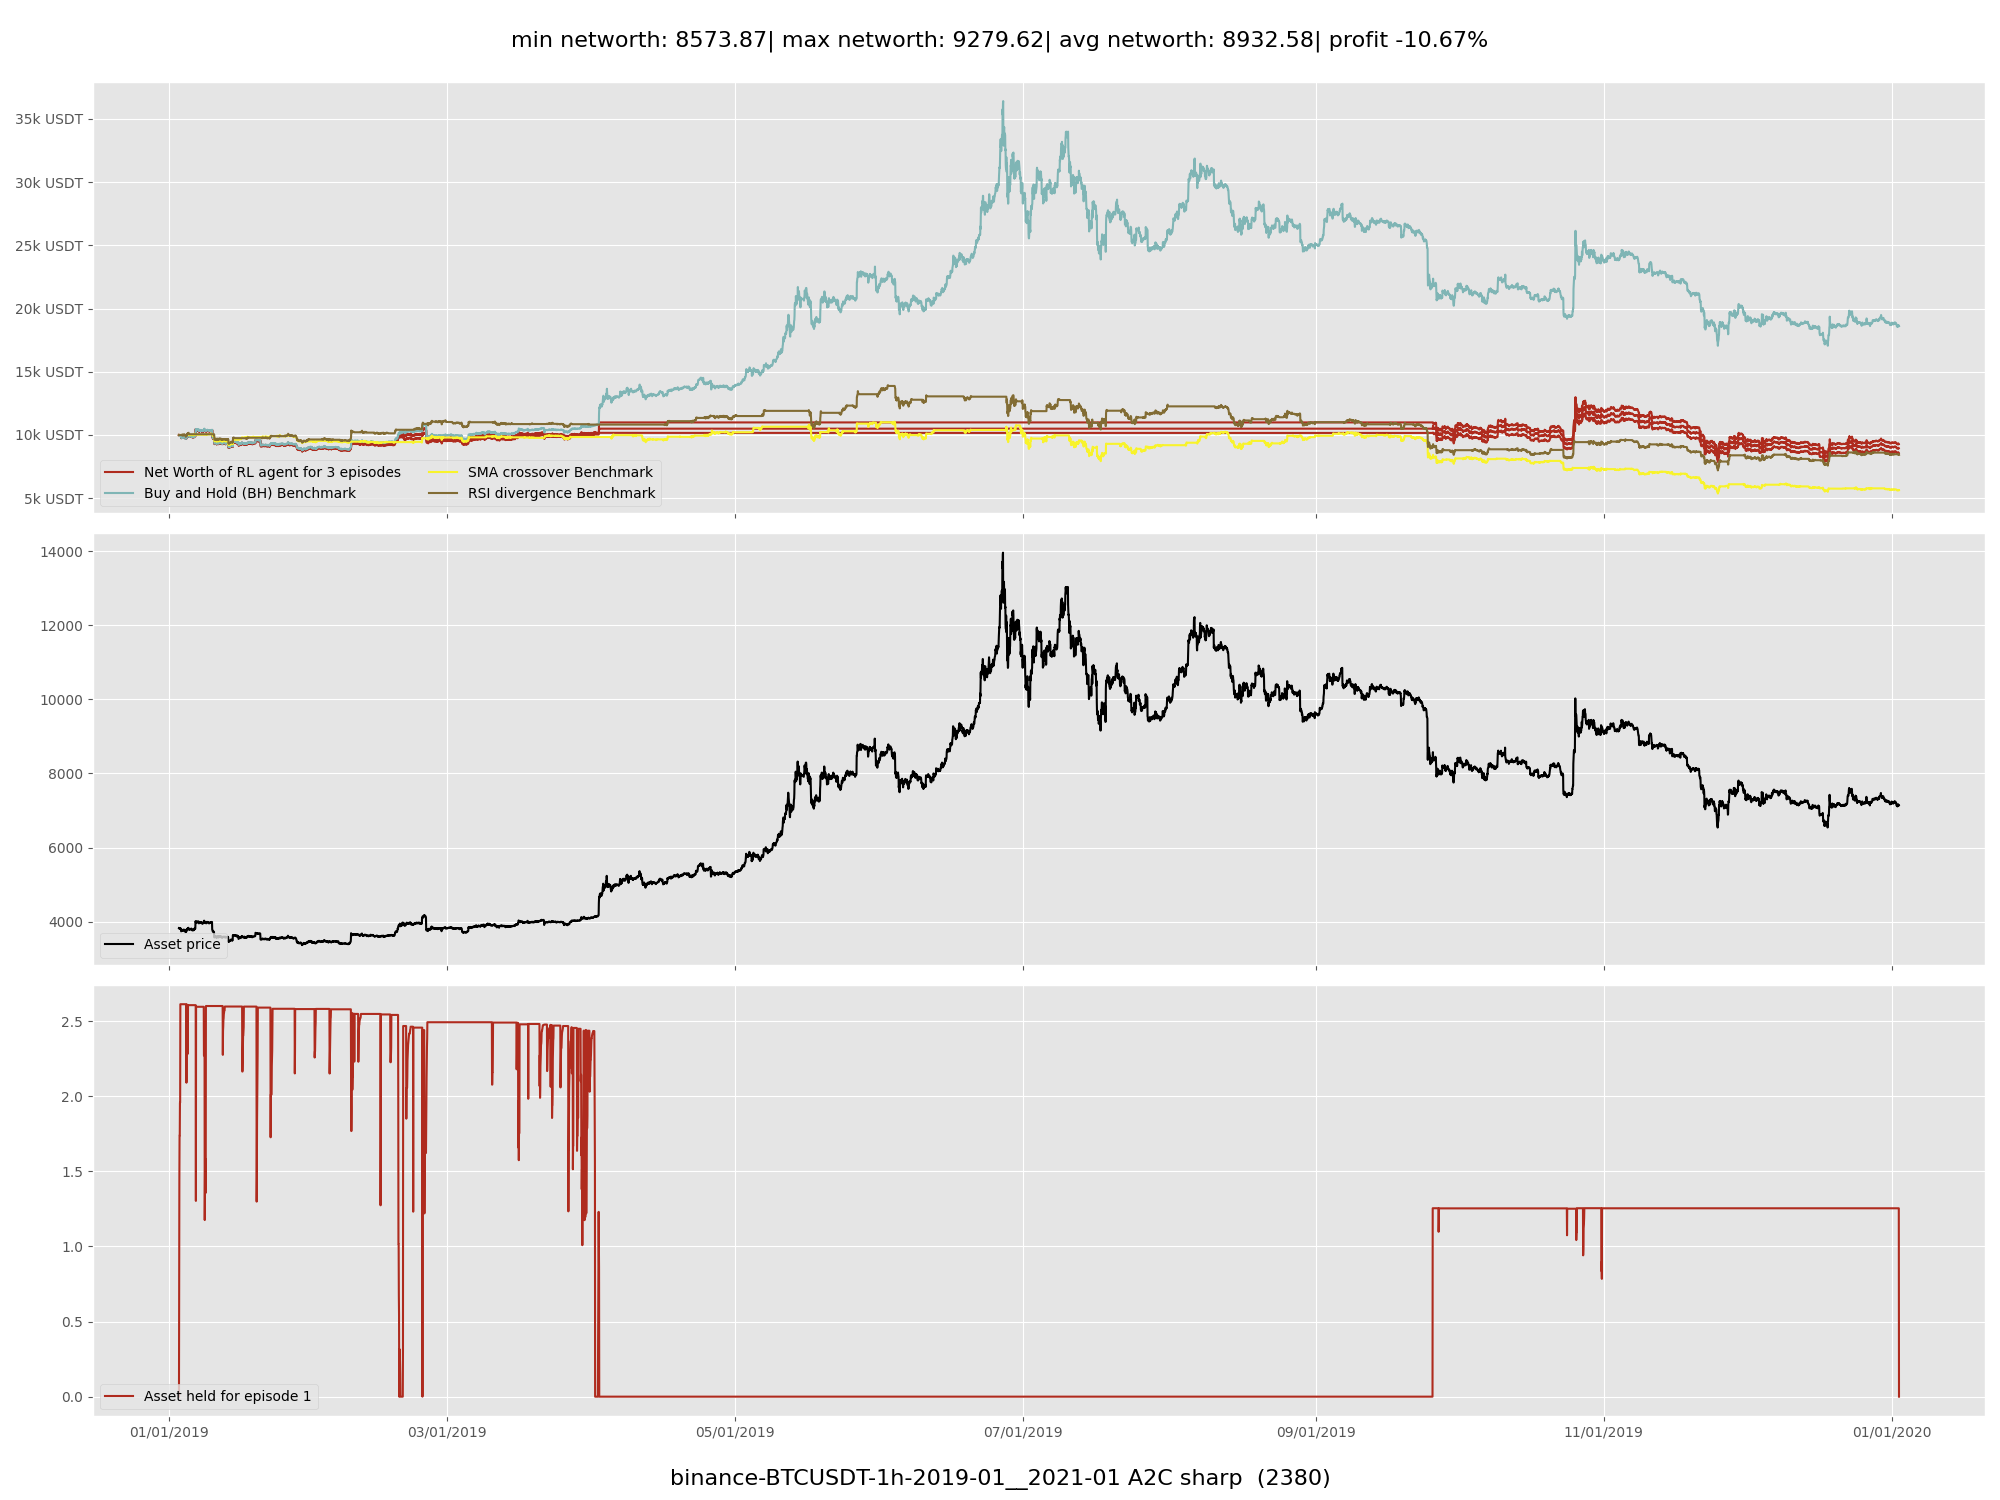 min networth: 8573.87| max networth: 9279.62| avg networth: 8932.58| profit -10.67%
35k USDT
30k USDT
25k USDT
20k USDT
15k USDT
10k USDT
5k USDT
Net Worth of RL agent for 3 episodes
Buy and Hold (BH) Benchmark
SMA crossover Benchmark
RSI divergence Benchmark
14000
12000
10000
8000
6000
4000
Asset price
2.5
2.0
1.5
1.0
0.5
0.0
Asset held for episode 1
01/01/2019 03/01/2019 05/01/2019 07/01/2019 09/01/2019 11/01/2019 01/01/2020
binance-BTCUSDT-1h-2019-01__2021-01 A2C sharp (2380)